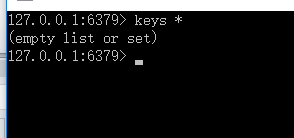 127.0.0.1:6379> keys *
(empty list or set)
127.0.0.1:6379>